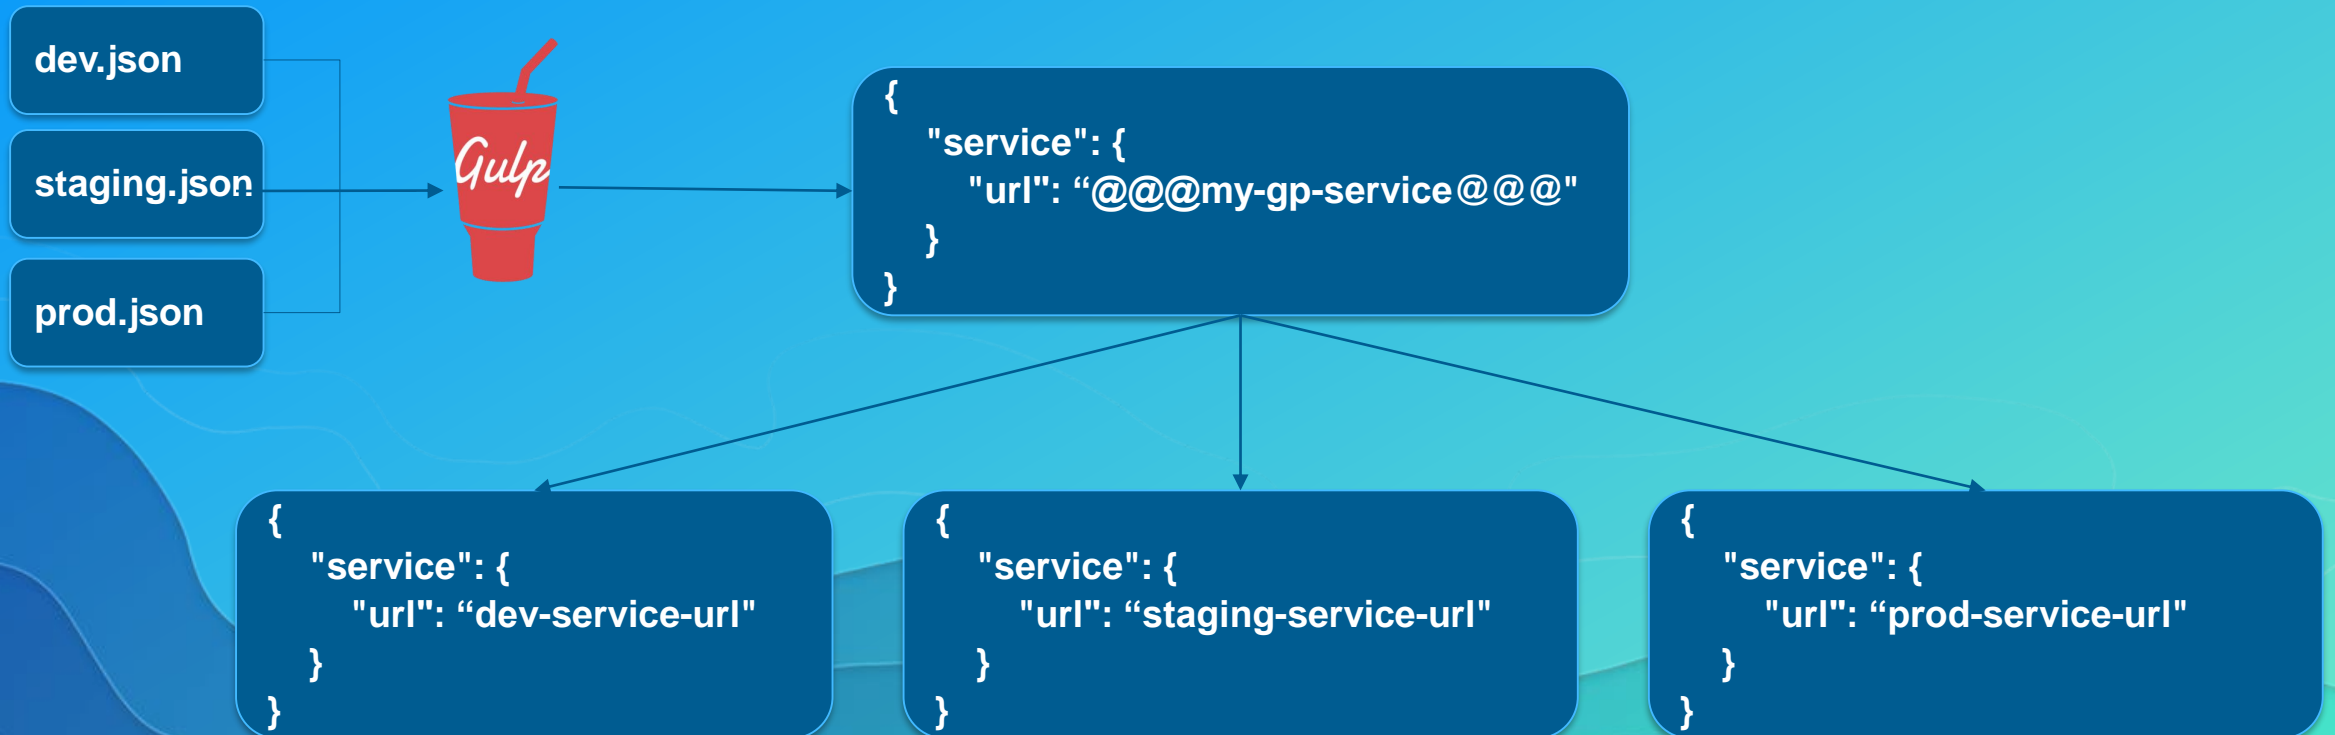 dev.json
staging.json
prod.json
Gulp
{
"service": {
"url": “@@@my-gp-service@@@"
}
}
{
"service": {
"url": “dev-service-url"
}
}
{
"service": {
"url": “staging-service-url"
}
}
{
"service": {
"url": “prod-service-url"
}
}